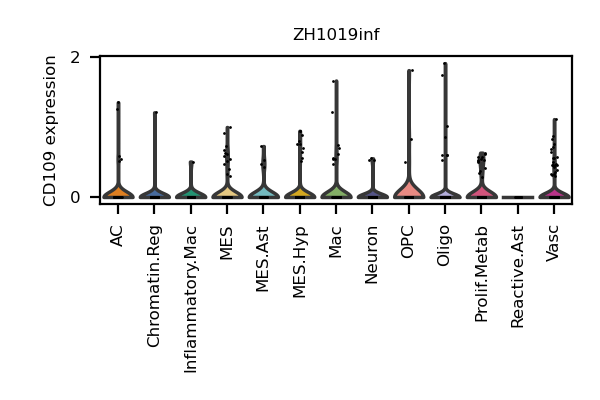 ZH1019inf
CD109 expression
2
0
AC
Chromatin.Reg
Inflammatory.Mac
MES
MES.Ast
MES.Hyp
Mac
Neuron
OPC
Oligo
Prolif.Metab
Reactive.Ast
Vasc